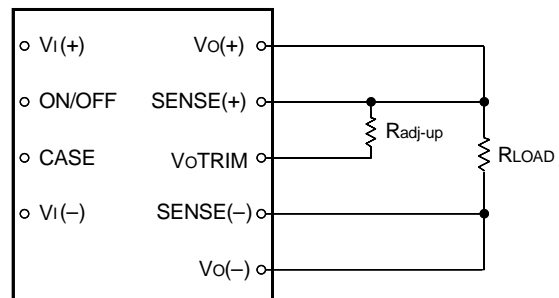 VI(+) VO(+)
ON/OFF SENSE(+)
Radj-up
CASE VOTRIM RLOAD
VI(–) SENSE(–)
VO(–)